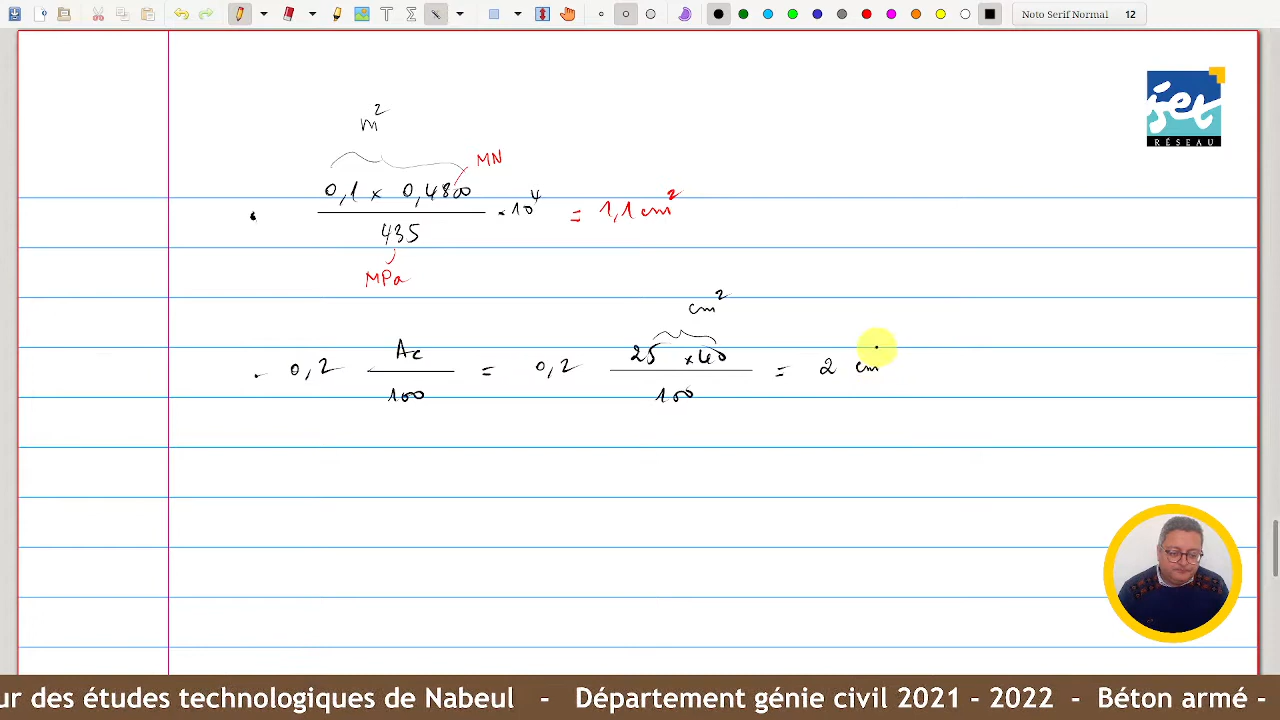 Noto Serif Normal 12
iset
RÉSEAU
m²
MN
0,1 x 0,4800
435
. 10⁴ = 1,1 cm²
MPa
cm²
- 0,2 Ac/100 = 0,2 25 x 40/100 = 2 cm
ur des études technologiques de Nabeul - Département génie civil 2021 - 2022 - Béton armé -